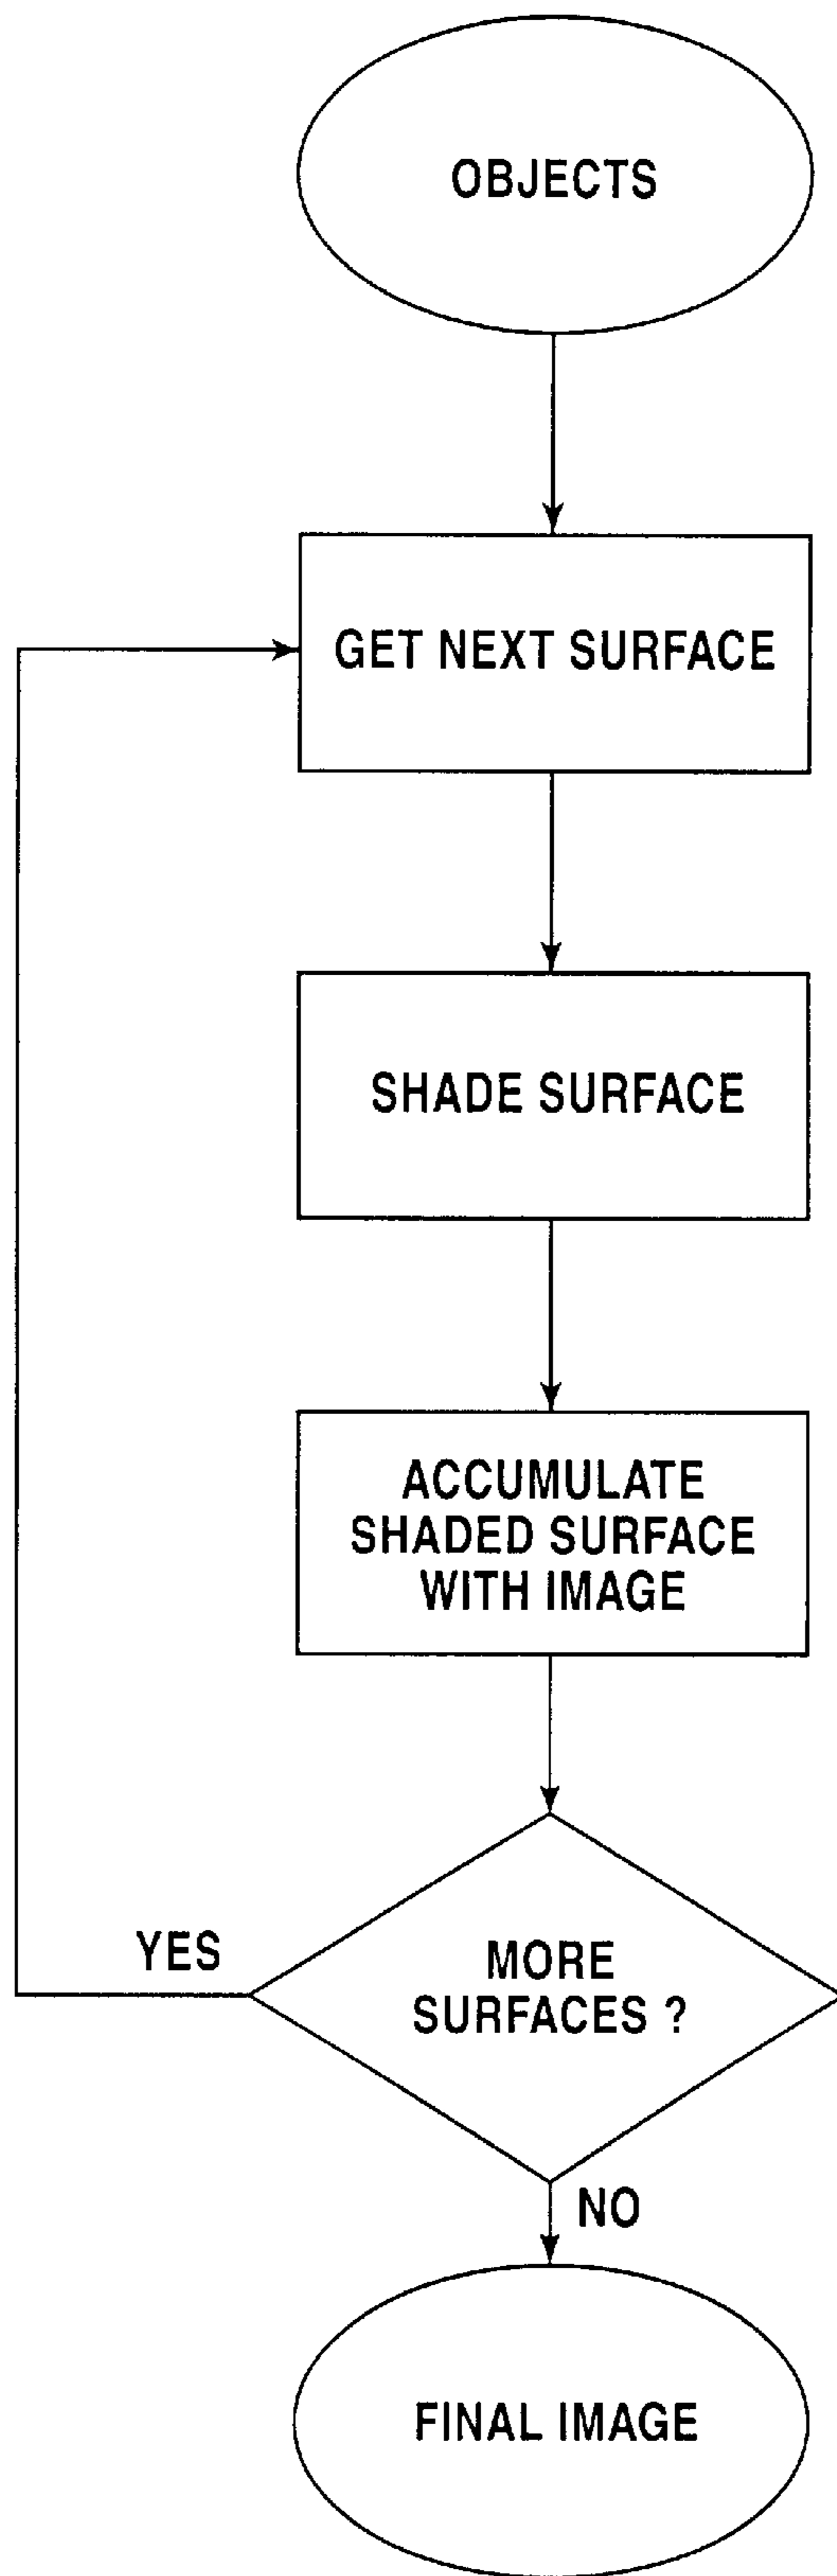 OBJECTS
GET NEXT SURFACE
SHADE SURFACE
ACCUMULATE
SHADED SURFACE
WITH IMAGE
YES
MORE
SURFACES ?
NO
FINAL IMAGE